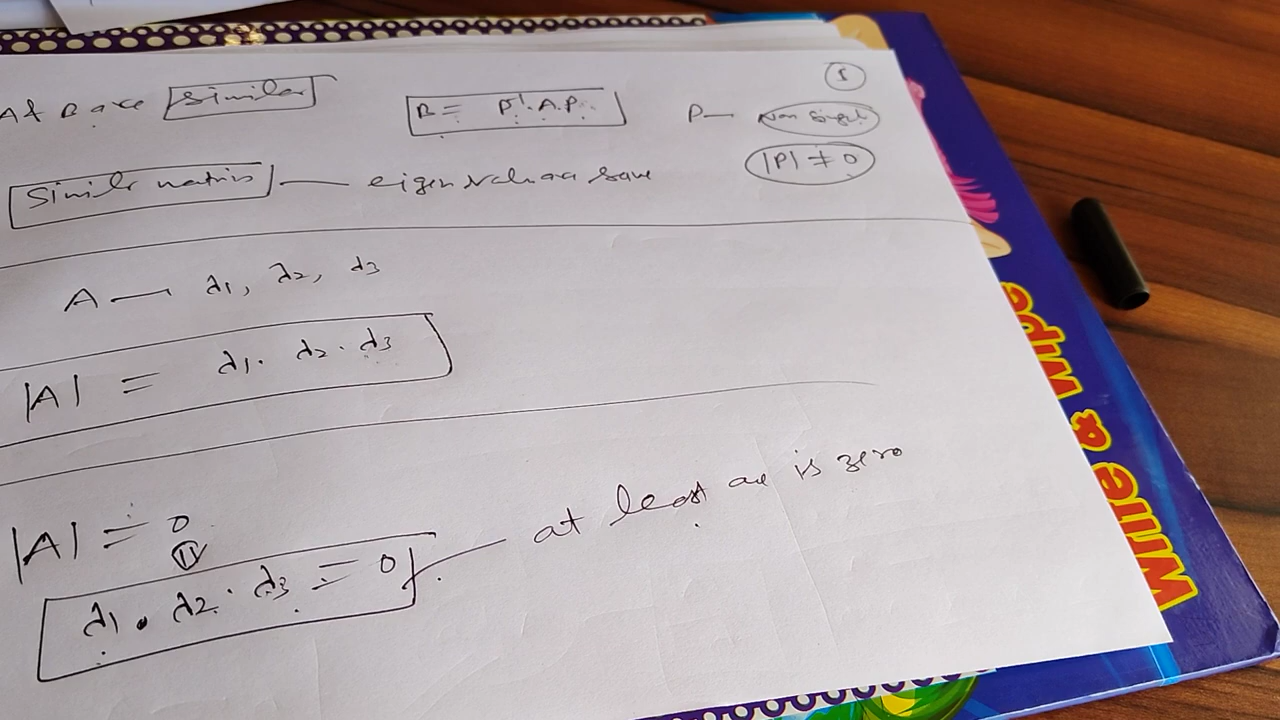 A & B are similar
B = P⁻¹. A. P.
P— Non Singul
|P| ≠ 0
Similar matrix — eigen values same
A — λ1, λ2, λ3
|A| = λ1 . λ2 . λ3
|A| = 0
λ1 . λ2 . λ3 = 0 — at least one is zero
Write & Wipe